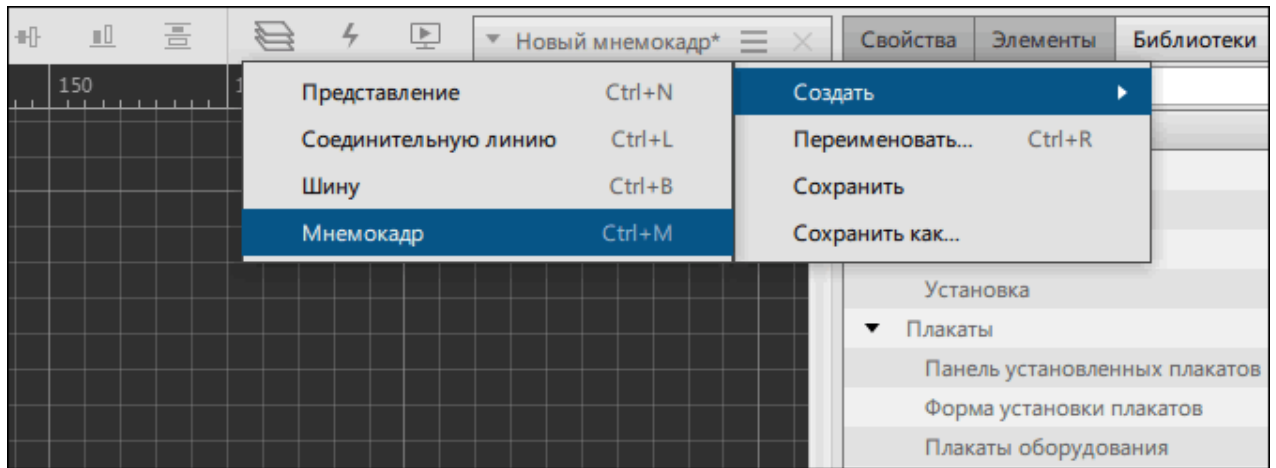 Новый мнемокадр*
Свойства Элементы Библиотеки
150 1
Представление Ctrl+N
Соединительную линию Ctrl+L
Шину Ctrl+B
Мнемокадр Ctrl+M
Создать
Переименовать... Ctrl+R
Сохранить
Сохранить как...
Установка
Плакаты
Панель установленных плакатов
Форма установки плакатов
Плакаты оборудования